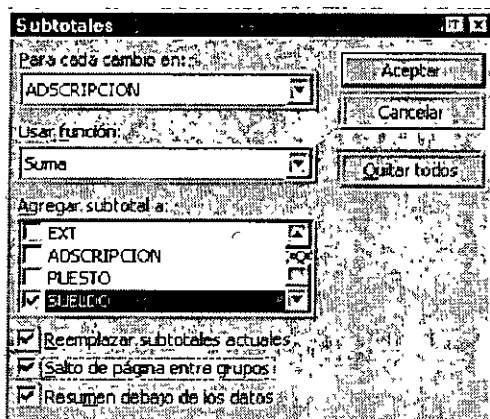 Subtotales
Para cada cambio en:
ADSCRIPCION
Usar función:
Suma
Agregar subtotal a:
EXT
ADSCRIPCION
PUESTO
SUELDO
Reemplazar subtotales actuales
Salto de página entre grupos
Resumen debajo de los datos
Aceptar
Cancelar
Quitar todos